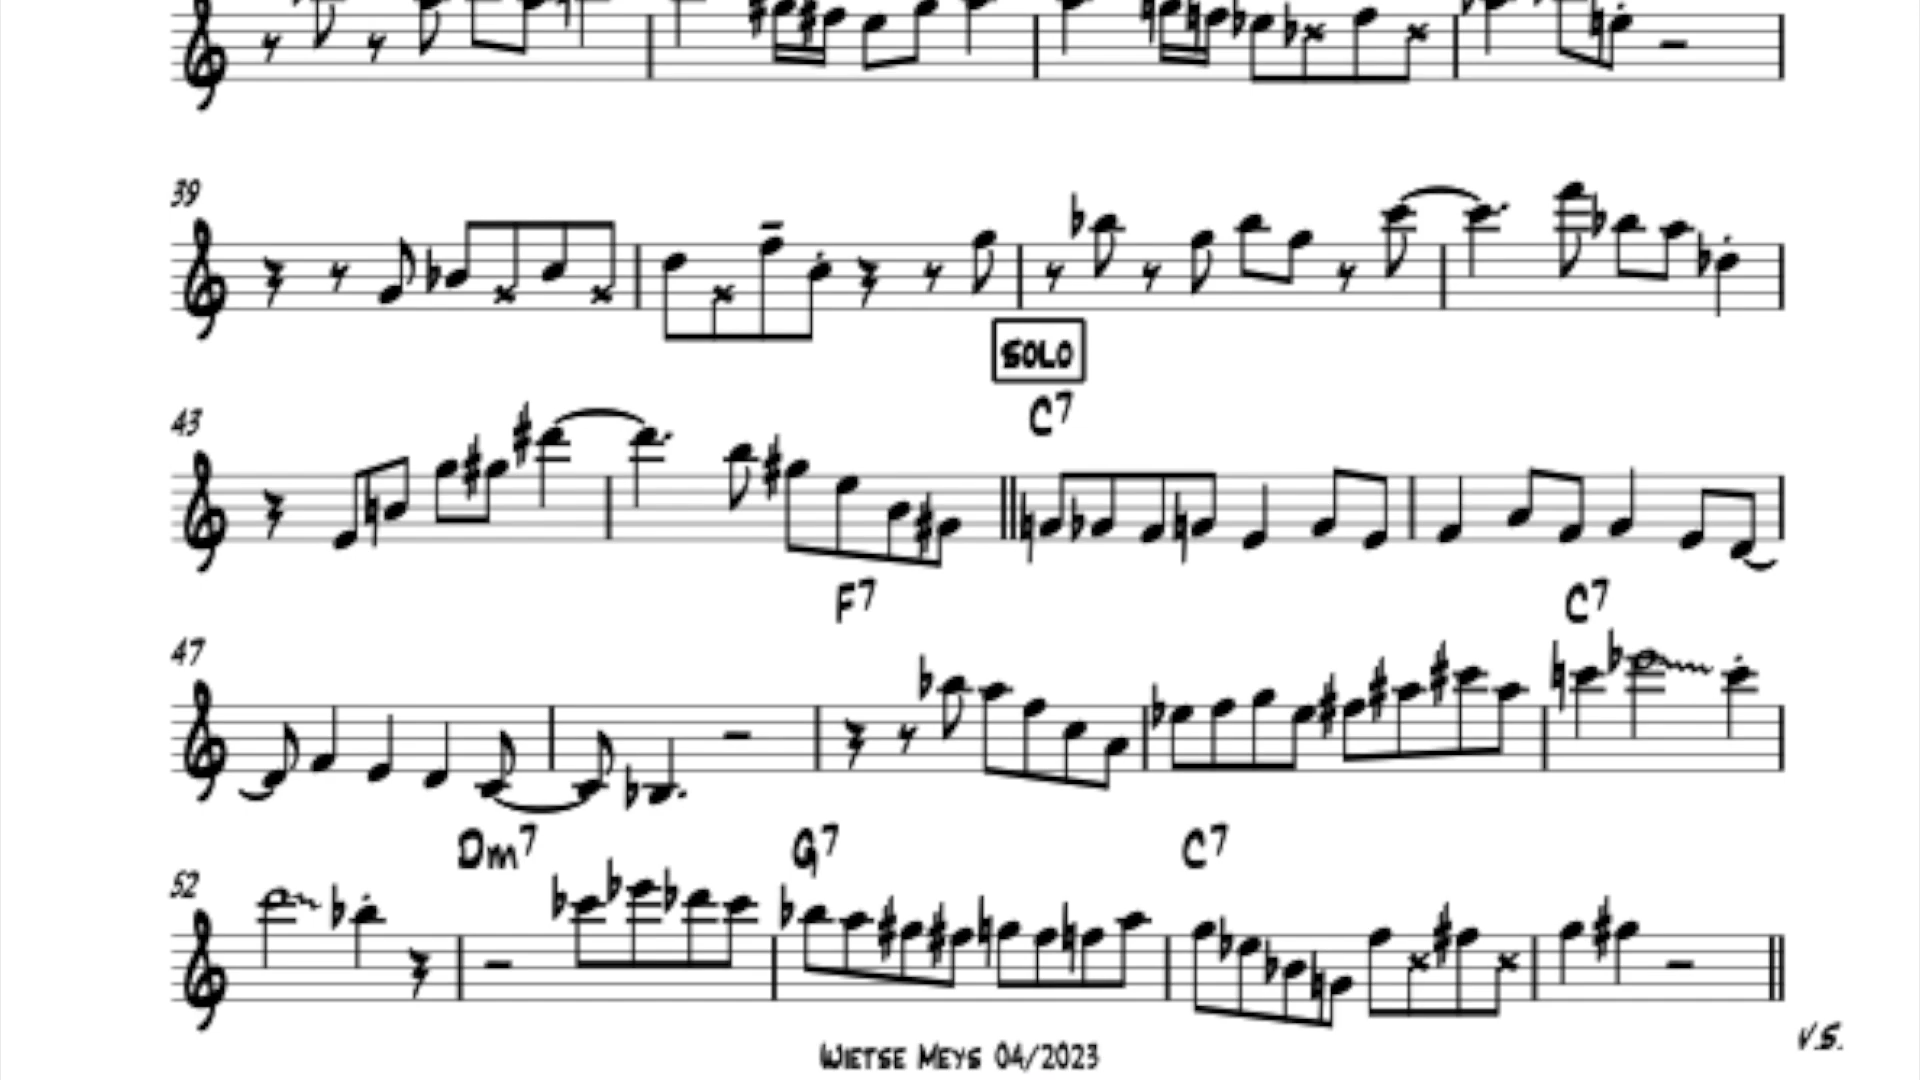 39
SOLO
43
C7
F7
C7
47
Dm7
G7
C7
52
WIETSE MEYS 04/2023
V.S.